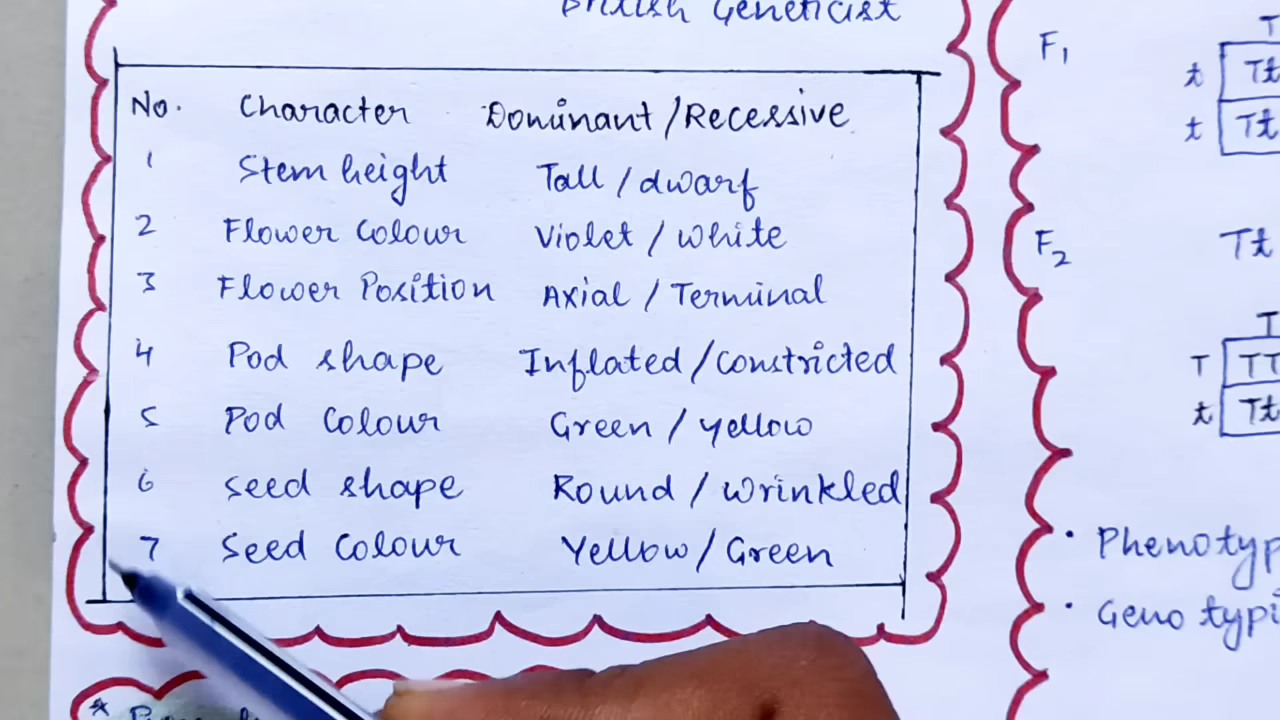 British Geneticist
No. Character Dominant/Recessive
1 Stem height Tall/dwarf
2 Flower Colour Violet/white
3 Flower Position Axial/Terminal
4 Pod shape Inflated/Constricted
5 Pod Colour Green/yellow
6 seed shape Round/wrinkled
7 Seed Colour Yellow/Green
F₁
T
t Tt
t Tt
F₂ Tt
T
T TT
t Tt
· Phenotyp
· Geno typi
*